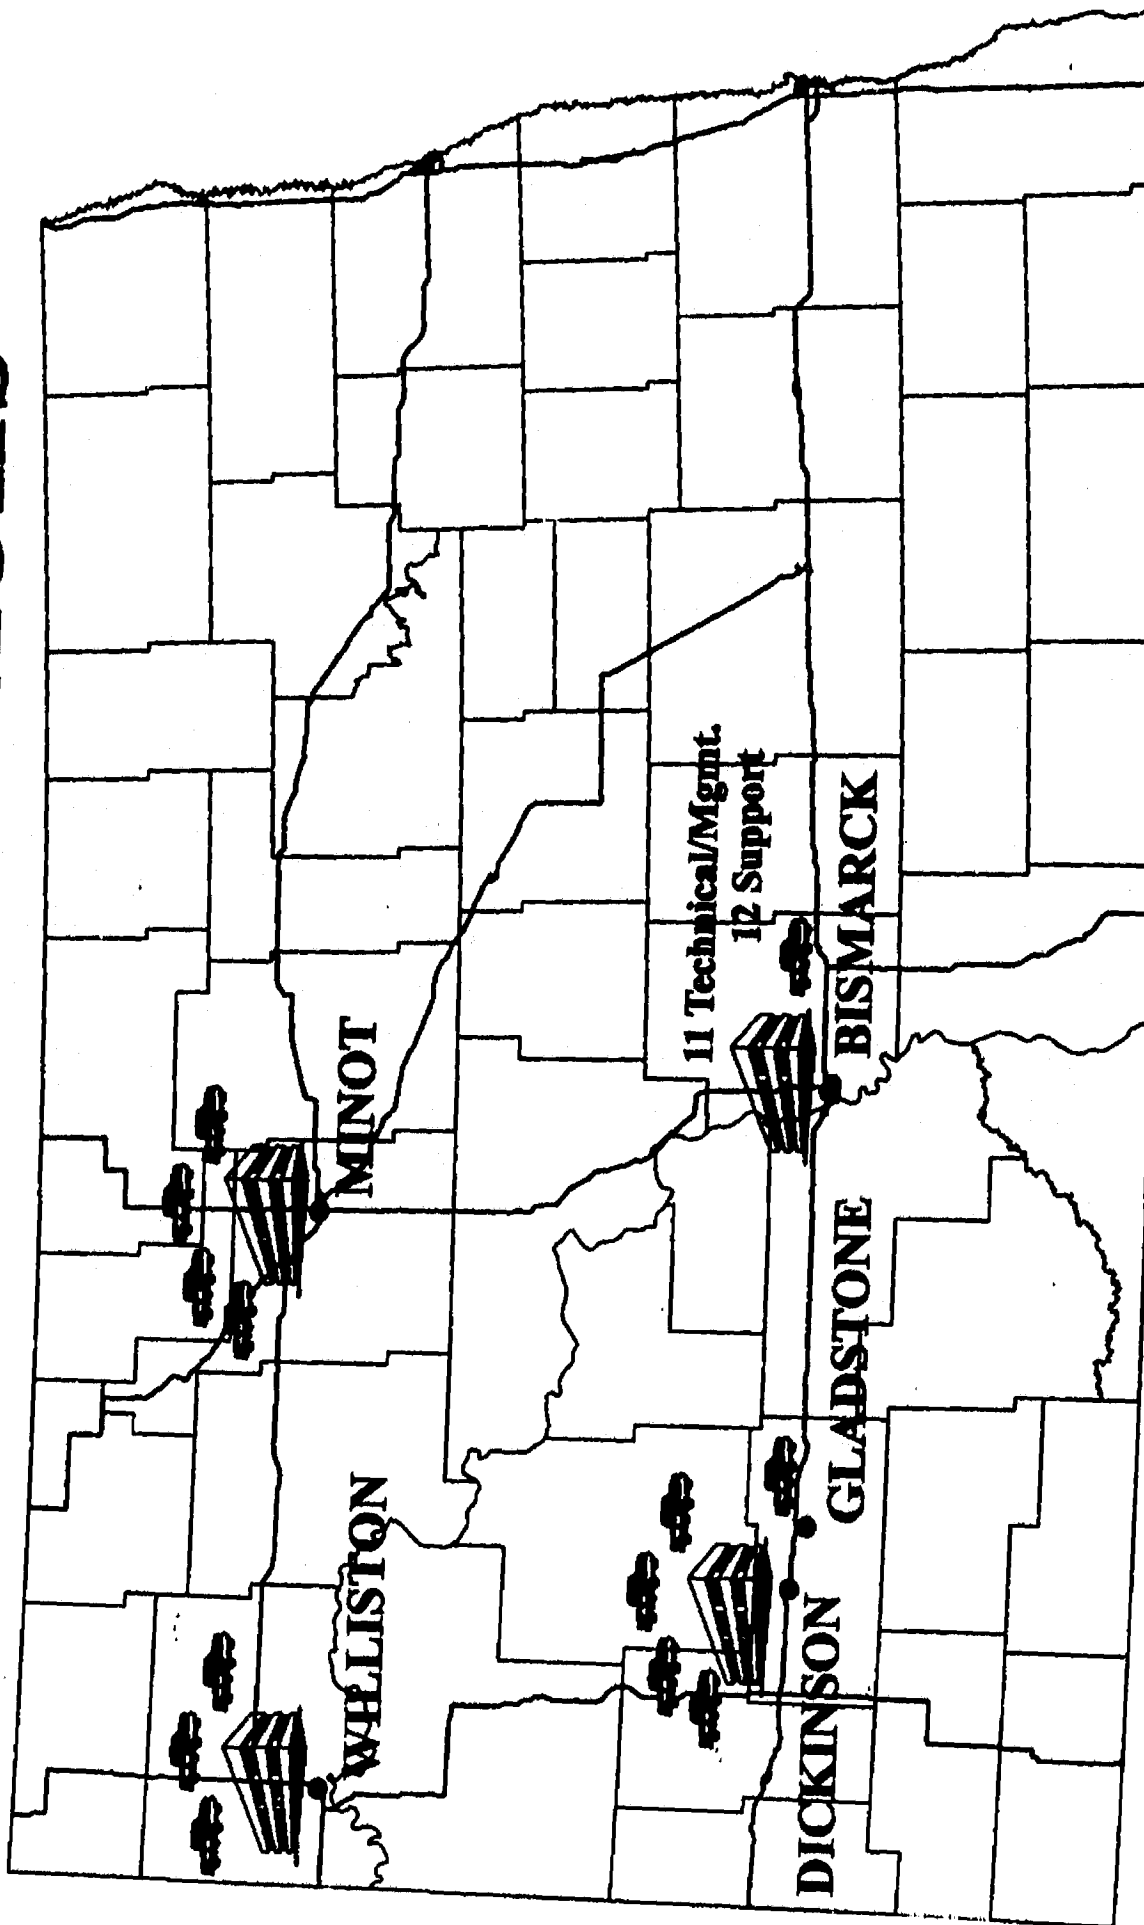 MINOT
WILLISTON
11 Technical/Mgmt.
12 Support
BISMARCK
GLADSTONE
DICKINSON